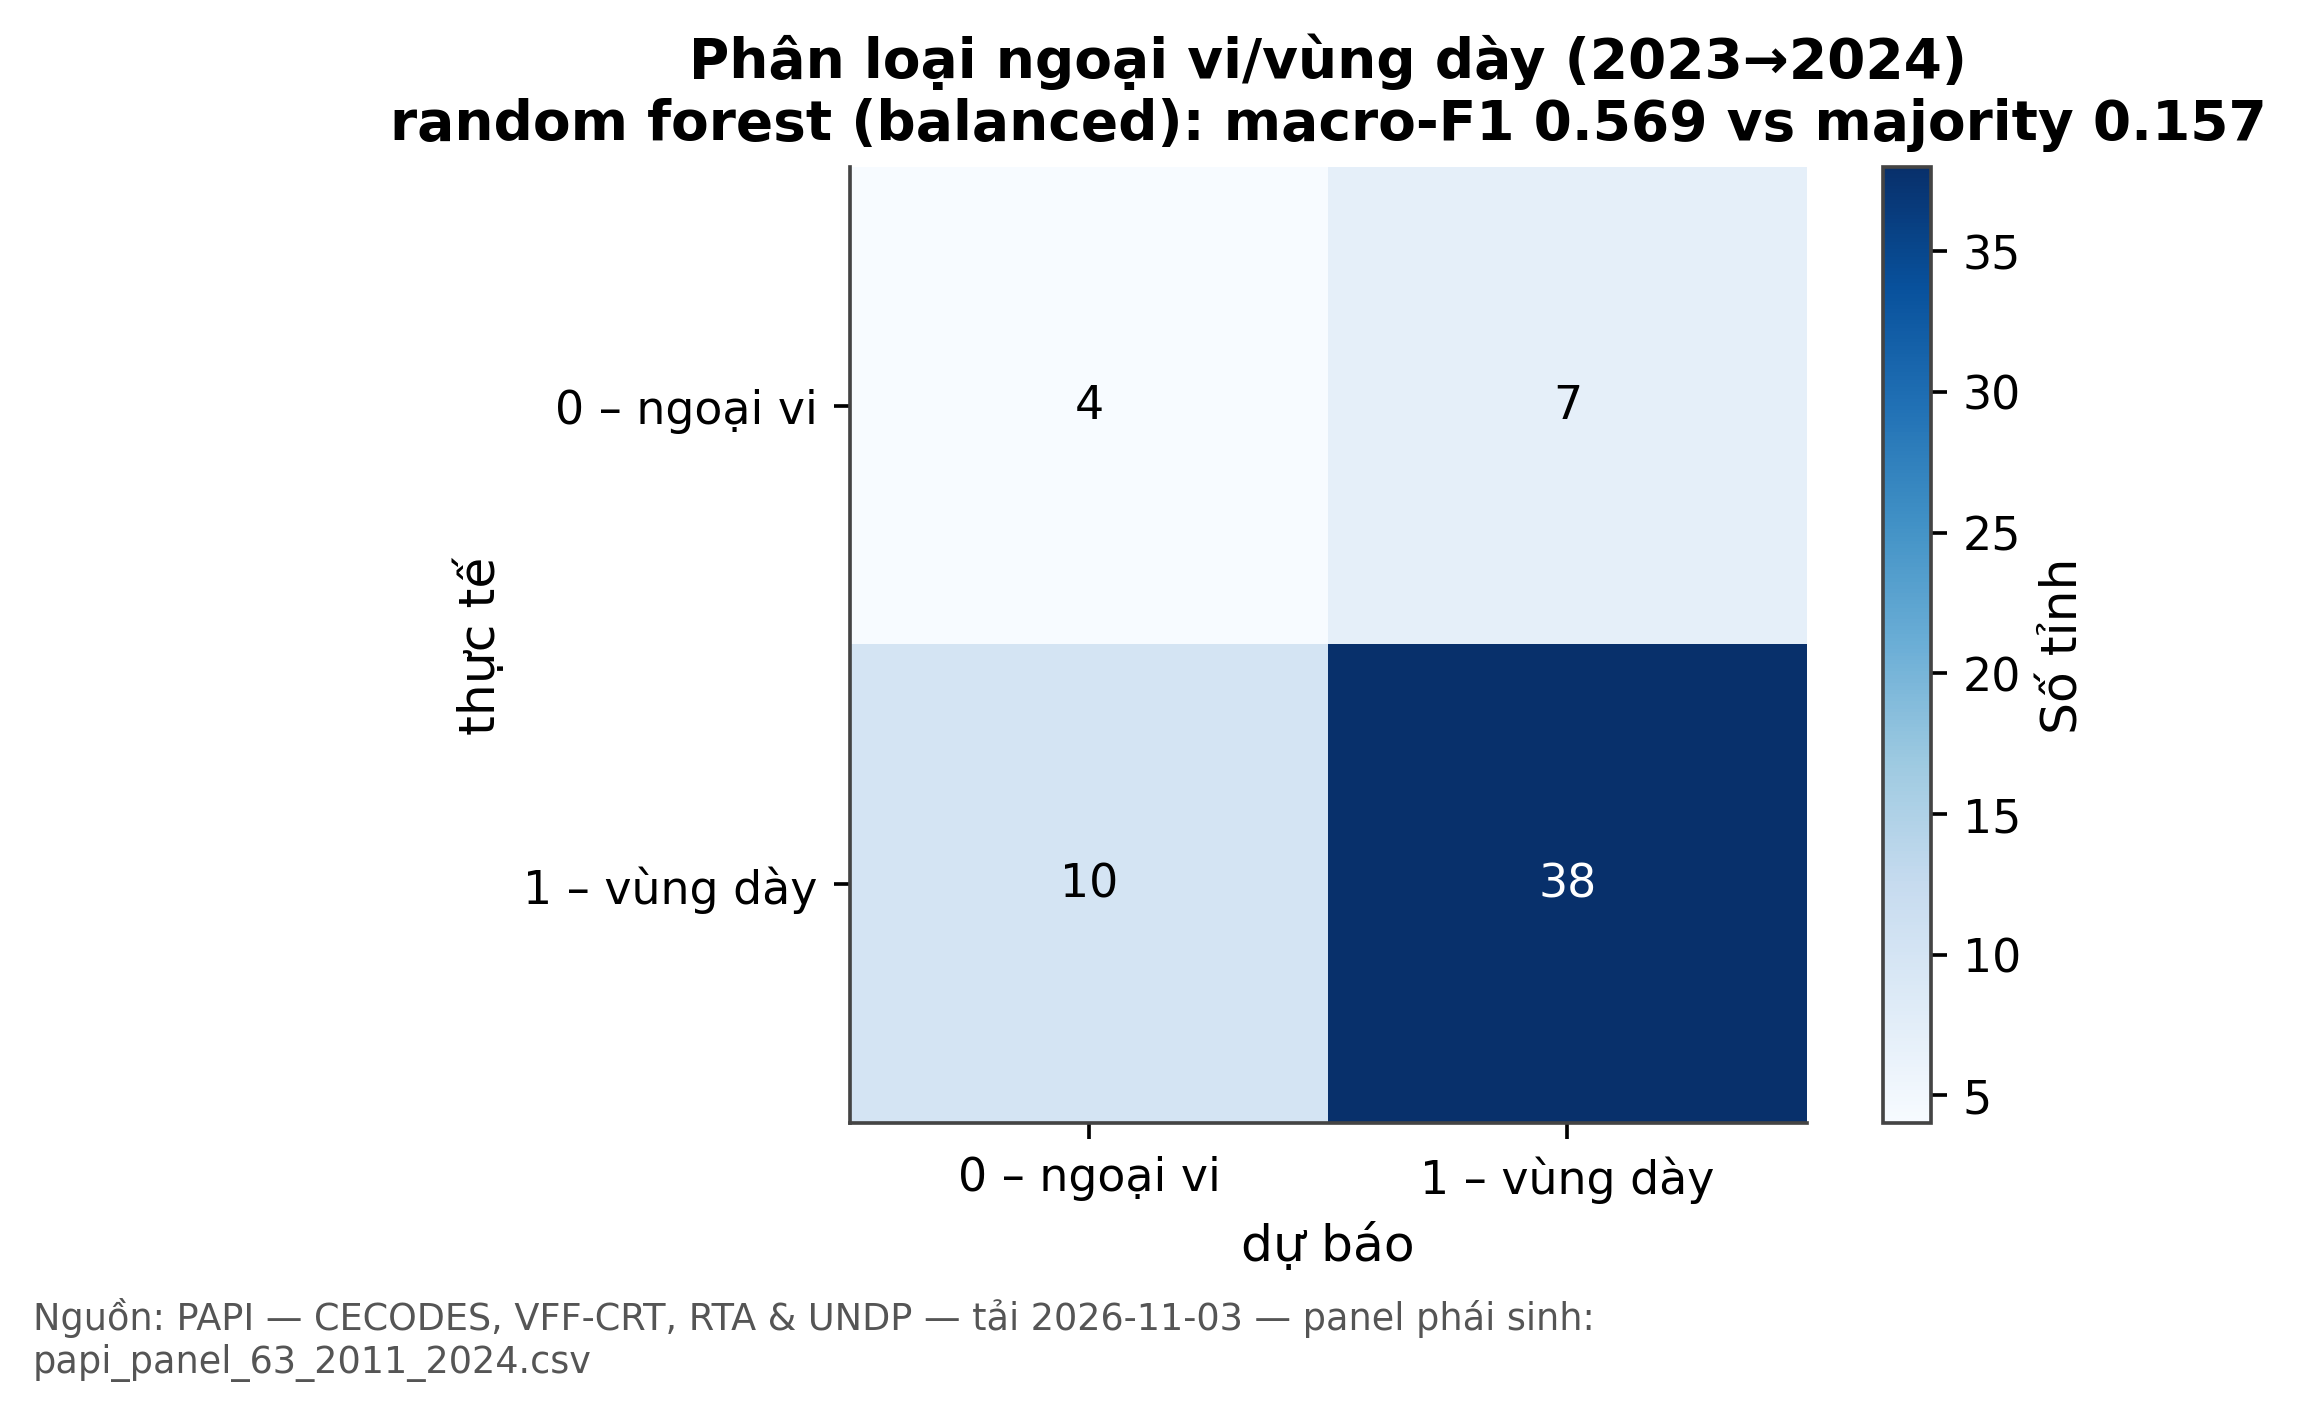 Phân loại ngoại vi/vùng dày (2023→2024)
random forest (balanced): macro-F1 0.569 vs majority 0.157
thực tế
0 – ngoại vi
4
7
1 – vùng dày
10
38
0 – ngoại vi
1 – vùng dày
dự báo
35
30
25
20
15
10
5
Số tỉnh
Nguồn: PAPI — CECODES, VFF-CRT, RTA & UNDP — tải 2026-11-03 — panel phái sinh:
papi_panel_63_2011_2024.csv